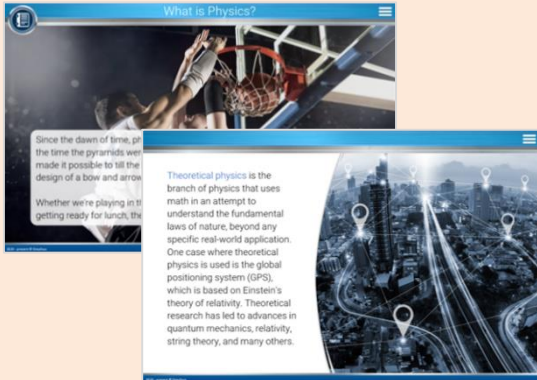 What is Physics?
Since the dawn of time, ph
the time the pyramids wer
made it possible to till the
design of a bow and arrow
Whether we're playing in t
getting ready for lunch, the
Theoretical physics is the
branch of physics that uses
math in an attempt to
understand the fundamental
laws of nature, beyond any
specific real-world application.
One case where theoretical
physics is used is the global
positioning system (GPS),
which is based on Einstein's
theory of relativity. Theoretical
research has led to advances in
quantum mechanics, relativity,
string theory, and many others.